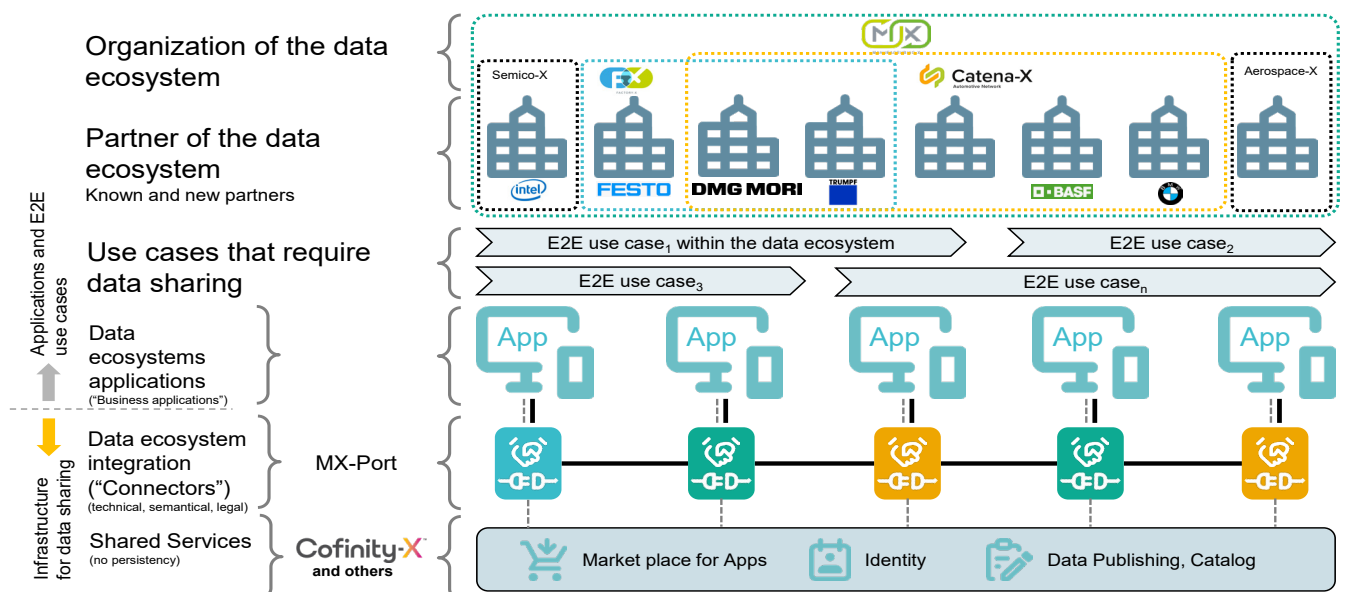 Organization of the data
ecosystem
MX
Semico-X
FX
Catena-X
Automotive Network
Aerospace-X
Partner of the data
ecosystem
Known and new partners
intel
FESTO
DMG MORI
TRUMPF
BASF
BMW
Applications and E2E
use cases
Use cases that require
data sharing
E2E use case1 within the data ecosystem
E2E use case2
E2E use case3
E2E use casen
Data
ecosystems
applications
("Business applications")
App
App
App
App
App
Infrastructure
for data sharing
Data ecosystem
integration
("Connectors")
(technical, semantical, legal)
MX-Port
Shared Services
(no persistency)
Cofinity-X
and others
Market place for Apps
Identity
Data Publishing, Catalog